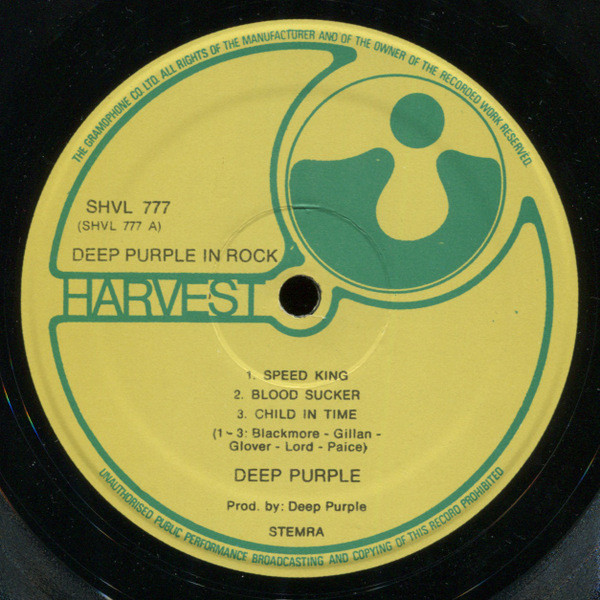 THE GRAMOPHONE CO. LTD. ALL RIGHTS OF THE MANUFACTURER AND OF THE OWNER OF THE RECORDED WORK RESERVED.
SHVL 777
(SHVL 777 A)
DEEP PURPLE IN ROCK
HARVEST
1. SPEED KING
2. BLOOD SUCKER
3. CHILD IN TIME
(1-3: Blackmore - Gillan -
Glover - Lord - Paice)
DEEP PURPLE
Prod. by: Deep Purple
STEMRA
UNAUTHORISED PUBLIC PERFORMANCE BROADCASTING AND COPYING OF THIS RECORD PROHIBITED